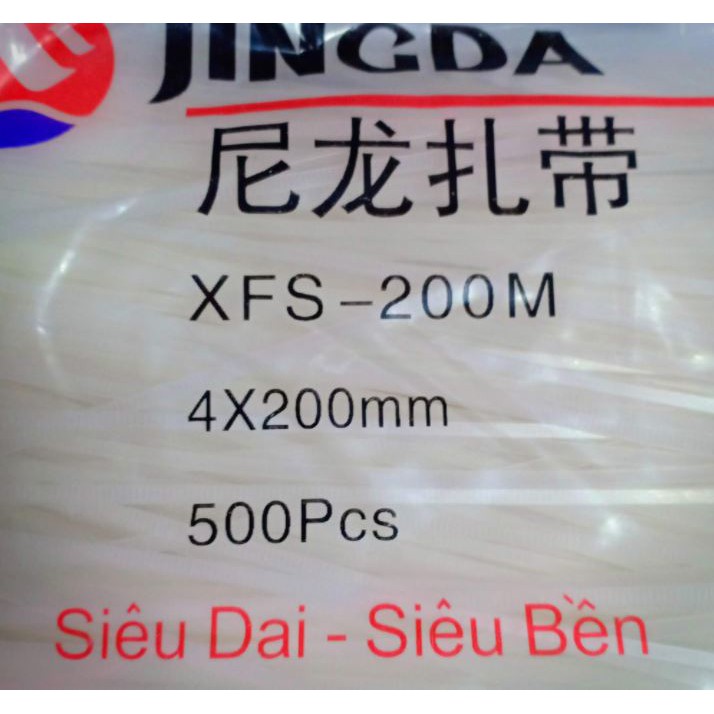 JINGDA
尼龙扎带
XFS-200M
4X200mm
500Pcs
Siêu Dai - Siêu Bền